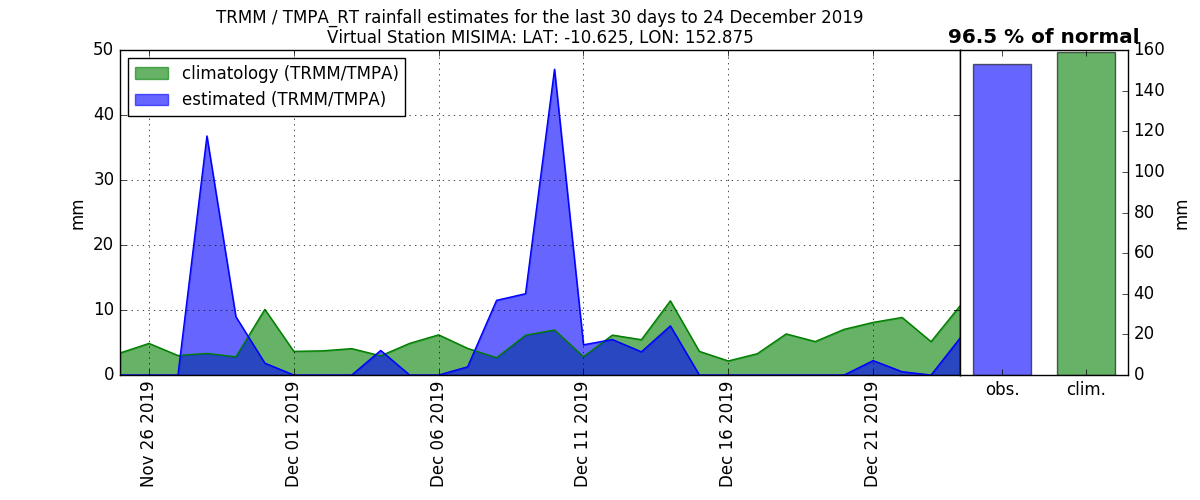 TRMM / TMPA_RT rainfall estimates for the last 30 days to 24 December 2019
Virtual Station MISIMA: LAT: -10.625, LON: 152.875
96.5 % of normal
climatology (TRMM/TMPA)
estimated (TRMM/TMPA)
50
40
30
20
10
0
mm
Nov 26 2019
Dec 01 2019
Dec 06 2019
Dec 11 2019
Dec 16 2019
Dec 21 2019
160
140
120
100
80
60
40
20
0
mm
obs.
clim.